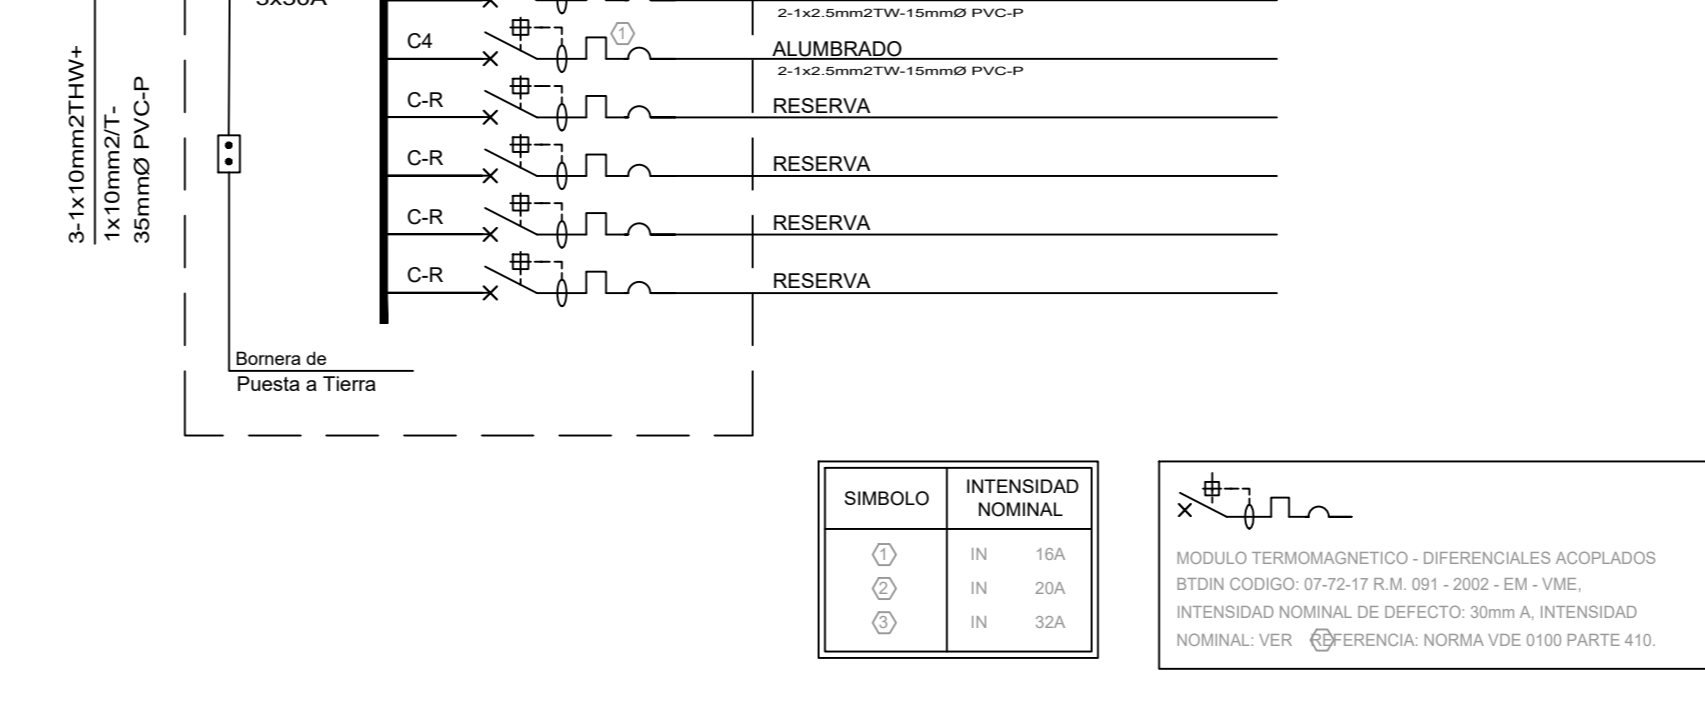 2-1x2.5mm2TW-15mmØ PVC-P
C4
1
ALUMBRADO
2-1x2.5mm2TW-15mmØ PVC-P
C-R
RESERVA
C-R
RESERVA
C-R
RESERVA
C-R
RESERVA
3-1x10mm2THW+
1x10mm2/T-
35mmØ PVC-P
Bornera de
Puesta a Tierra
SIMBOLO
INTENSIDAD
NOMINAL
1 IN 16A
2 IN 20A
3 IN 32A
MODULO TERMOMAGNETICO - DIFERENCIALES ACOPLADOS
BTDIN CODIGO: 07-72-17 R.M. 091 - 2002 - EM - VME,
INTENSIDAD NOMINAL DE DEFECTO: 30mm A, INTENSIDAD
NOMINAL: VER REFERENCIA: NORMA VDE 0100 PARTE 410.